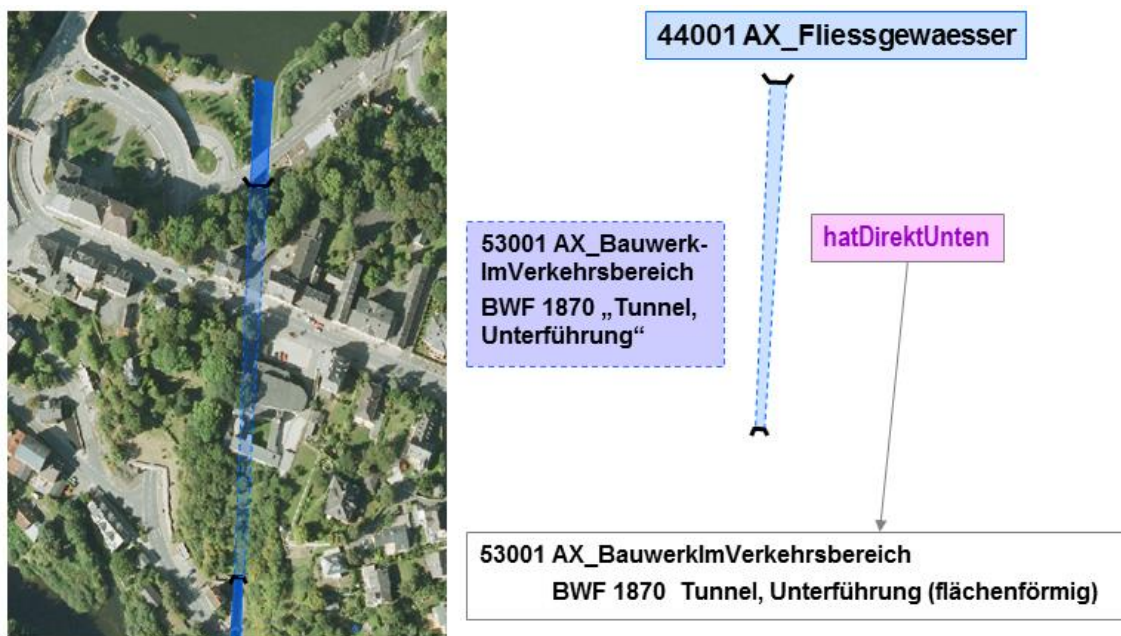 44001 AX_Fliessgewaesser
53001 AX_Bauwerk-
ImVerkehrsbereich
BWF 1870 „Tunnel,
Unterführung“
hatDirektUnten
53001 AX_BauwerkImVerkehrsbereich
BWF 1870 Tunnel, Unterführung (flächenförmig)